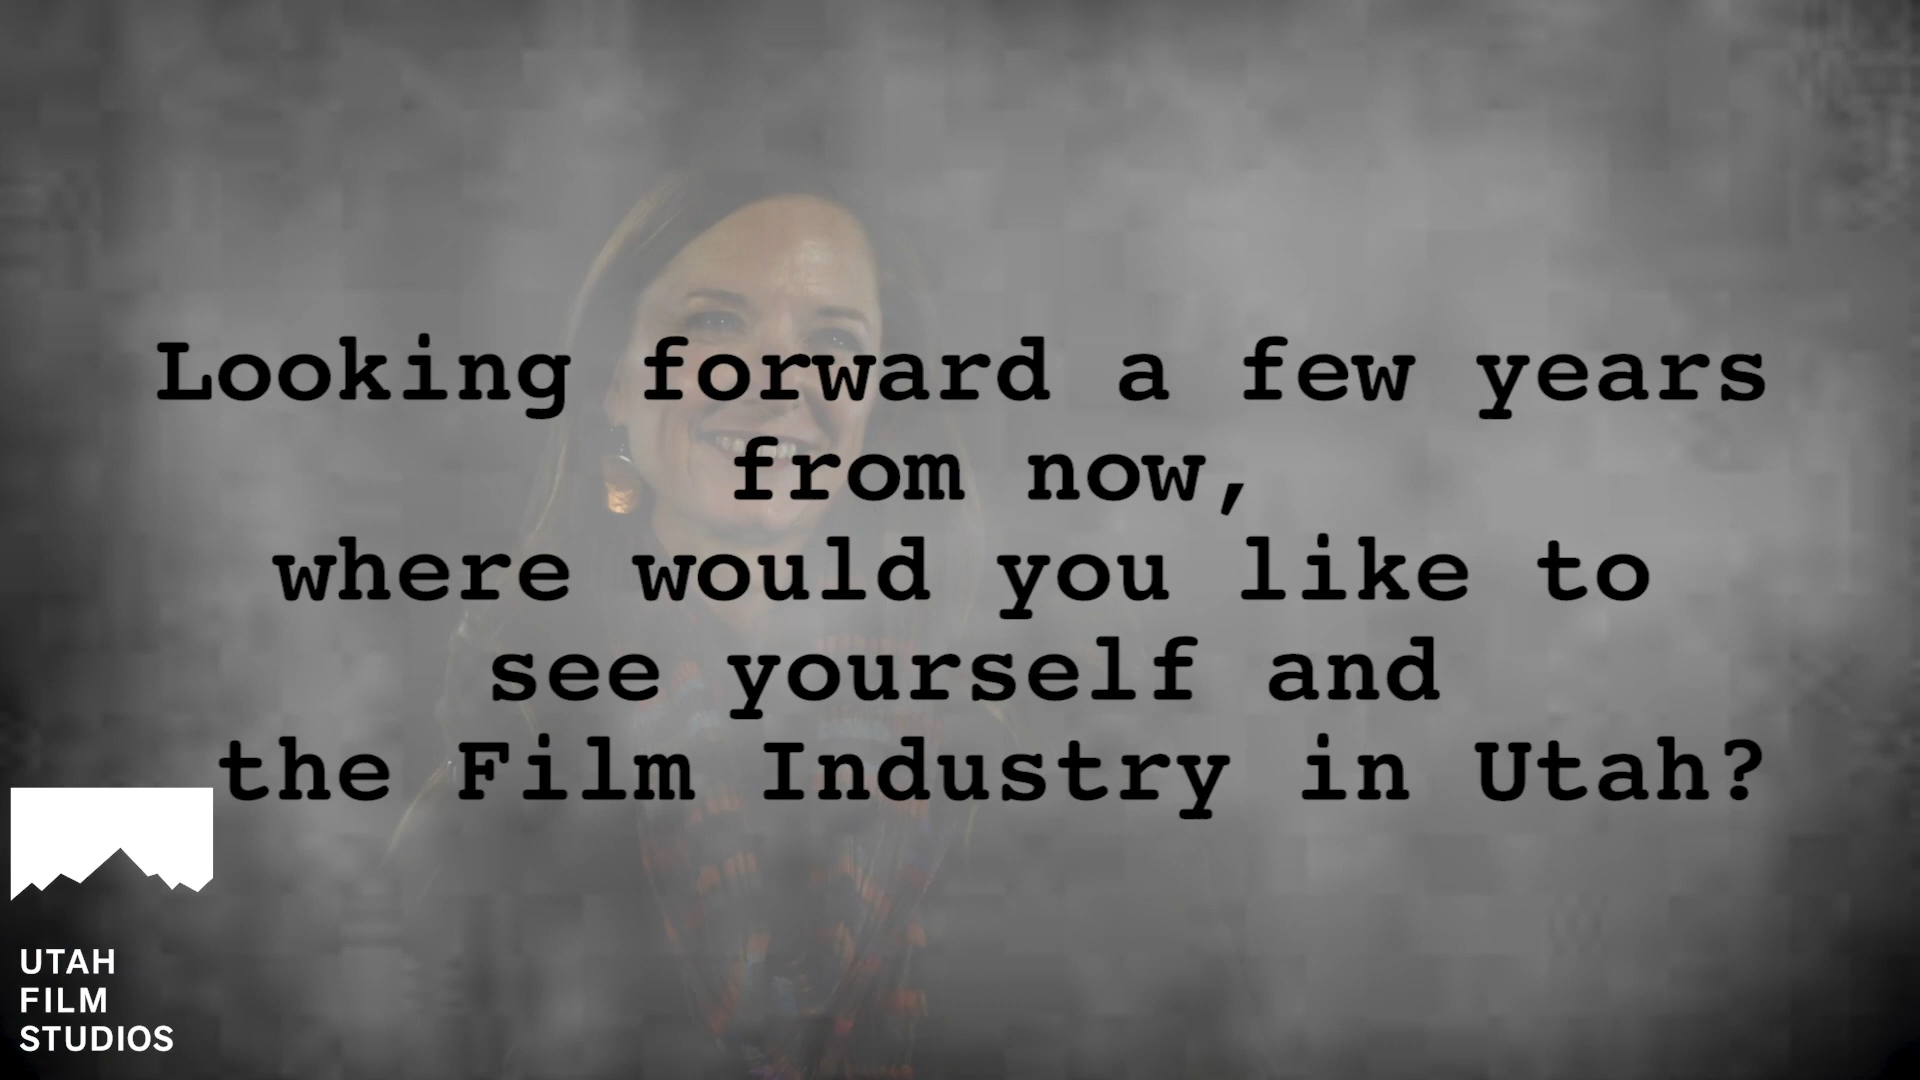 Looking forward a few years
from now,
where would you like to
see yourself and
the Film Industry in Utah?
UTAH
FILM
STUDIOS